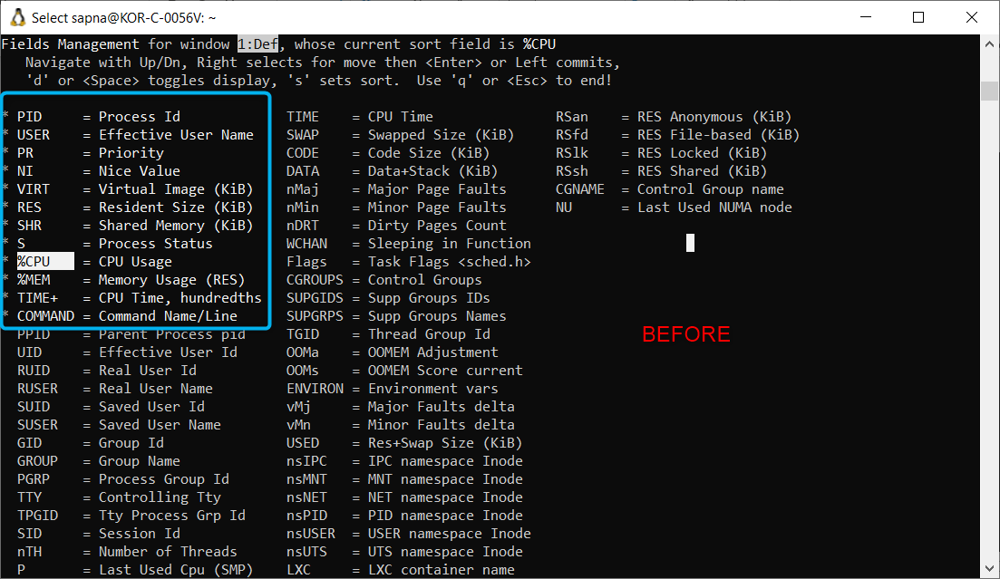 Select sapna@KOR-C-0056V: ~
Fields Management for window 1:Def, whose current sort field is %CPU
Navigate with Up/Dn, Right selects for move then <Enter> or Left commits,
'd' or <Space> toggles display, 's' sets sort.  Use 'q' or <Esc> to end!
* PID     = Process Id             TIME    = CPU Time               RSan    = RES Anonymous (KiB)
* USER    = Effective User Name    SWAP    = Swapped Size (KiB)     RSfd    = RES File-based (KiB)
* PR      = Priority               CODE    = Code Size (KiB)        RSlk    = RES Locked (KiB)
* NI      = Nice Value             DATA    = Data+Stack (KiB)       RSsh    = RES Shared (KiB)
* VIRT    = Virtual Image (KiB)    nMaj    = Major Page Faults      CGNAME  = Control Group name
* RES     = Resident Size (KiB)    nMin    = Minor Page Faults      NU      = Last Used NUMA node
* SHR     = Shared Memory (KiB)    nDRT    = Dirty Pages Count
* S       = Process Status         WCHAN   = Sleeping in Function
* %CPU    = CPU Usage              Flags   = Task Flags <sched.h>
* %MEM    = Memory Usage (RES)     CGROUPS = Control Groups
* TIME+   = CPU Time, hundredths   SUPGIDS = Supp Groups IDs
* COMMAND = Command Name/Line      SUPGRPS = Supp Groups Names
PPID    = Parent Process pid     TGID    = Thread Group Id
BEFORE
UID     = Effective User Id      OOMa    = OOMEM Adjustment
RUID    = Real User Id           OOMs    = OOMEM Score current
RUSER   = Real User Name         ENVIRON = Environment vars
SUID    = Saved User Id          vMj     = Major Faults delta
SUSER   = Saved User Name        vMn     = Minor Faults delta
GID     = Group Id               USED    = Res+Swap Size (KiB)
GROUP   = Group Name             nsIPC   = IPC namespace Inode
PGRP    = Process Group Id       nsMNT   = MNT namespace Inode
TTY     = Controlling Tty        nsNET   = NET namespace Inode
TPGID   = Tty Process Grp Id     nsPID   = PID namespace Inode
SID     = Session Id             nsUSER  = USER namespace Inode
nTH     = Number of Threads      nsUTS   = UTS namespace Inode
P       = Last Used Cpu (SMP)    LXC     = LXC container name